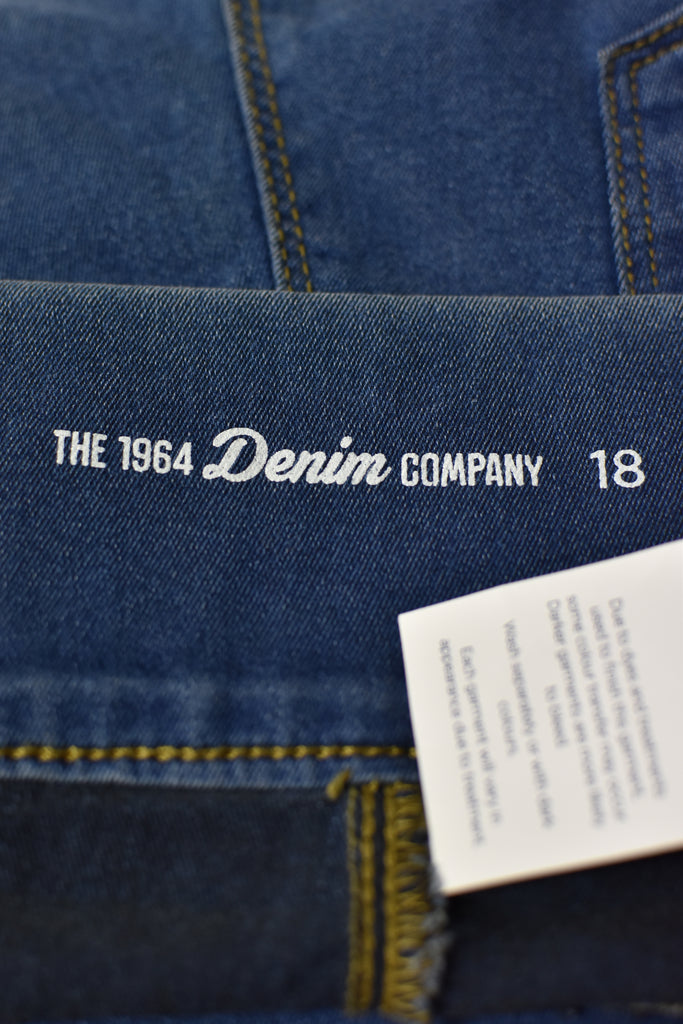 THE 1964 Denim COMPANY 18
Due to dyes and treatments
used to finish this garment,
some colour transfer may occur
Darker garments are more likely
to bleed
Wash separately or with dark
colours
Each garment will vary in
appearance due to treatment.